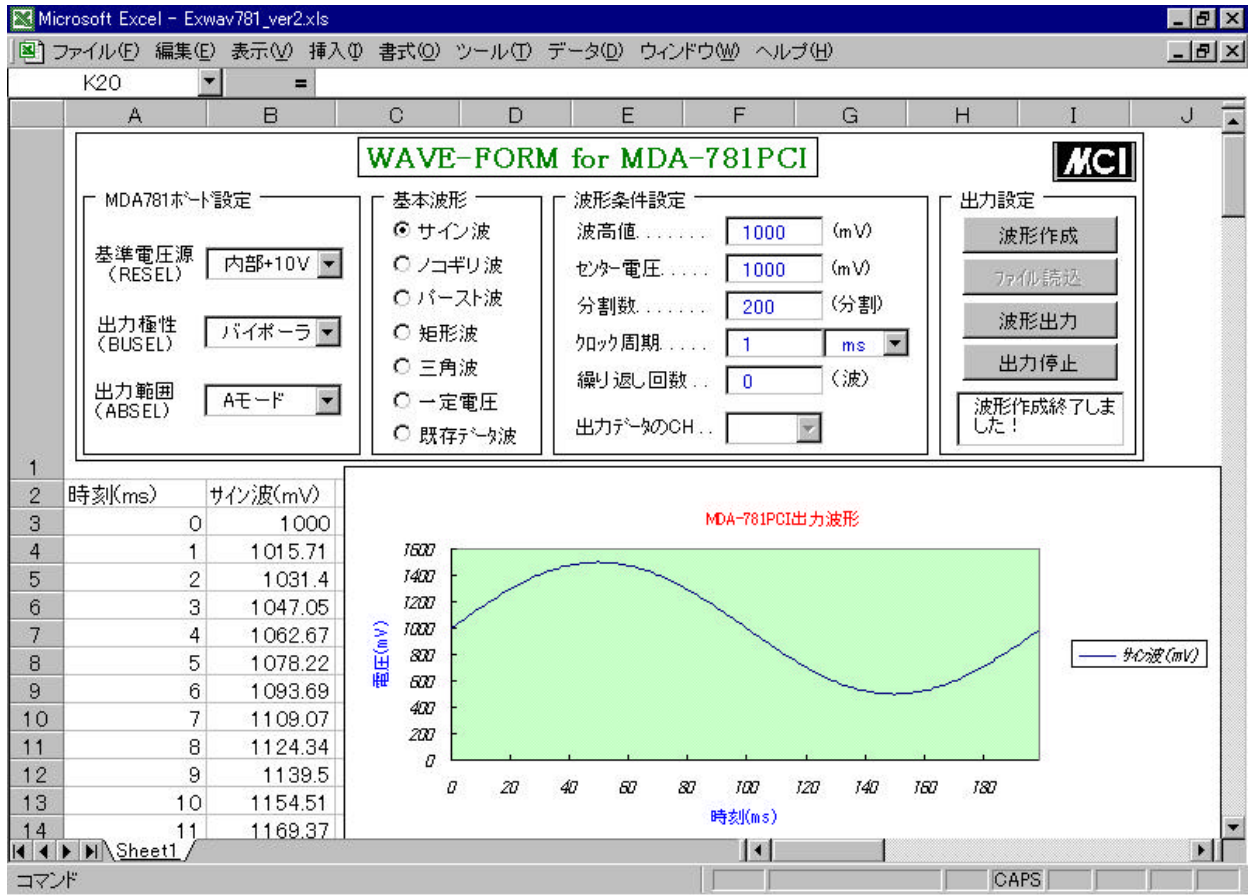 Microsoft Excel - Exwav781_ver2.xls
ファイル(F) 編集(E) 表示(V) 挿入(I) 書式(O) ツール(T) データ(D) ウィンドウ(W) ヘルプ(H)
K20 =
A B C D E F G H I J
WAVE-FORM for MDA-781PCI
MCI
MDA781ボード設定
基準電圧源
(RESEL)
内部+10V
出力極性
(BUSEL)
バイポーラ
出力範囲
(ABSEL)
Aモード
基本波形
サイン波
ノコギリ波
バースト波
矩形波
三角波
一定電圧
既存データ波
波形条件設定
波高値....... 1000 (mV)
センター電圧..... 1000 (mV)
分割数....... 200 (分割)
クロック周期..... 1 ms
繰り返し回数.. 0 (波)
出力データのCH..
出力設定
波形作成
ファイル読込
波形出力
出力停止
波形作成終了しま
した!
1
2 時刻(ms) サイン波(mV)
3 0 1000
4 1 1015.71
5 2 1031.4
6 3 1047.05
7 4 1062.67
8 5 1078.22
9 6 1093.69
10 7 1109.07
11 8 1124.34
12 9 1139.5
13 10 1154.51
14 11 1169.37
MDA-781PCI出力波形
電圧(mV)
1600
1400
1200
1000
800
600
400
200
0
0 20 40 60 80 100 120 140 160 180
時刻(ms)
サイン波(mV)
Sheet1
コマンド
CAPS